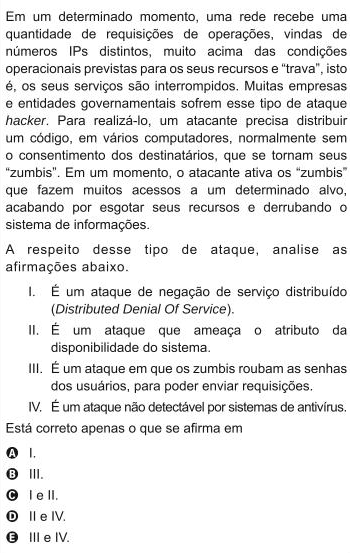 Em um determinado momento, uma rede recebe uma
quantidade de requisições de operações, vindas de
números IPs distintos, muito acima das condições
operacionais previstas para os seus recursos e “trava”, isto
é, os seus serviços são interrompidos. Muitas empresas
e entidades governamentais sofrem esse tipo de ataque
hacker. Para realizá-lo, um atacante precisa distribuir
um código, em vários computadores, normalmente sem
o consentimento dos destinatários, que se tornam seus
“zumbis”. Em um momento, o atacante ativa os “zumbis”
que fazem muitos acessos a um determinado alvo,
acabando por esgotar seus recursos e derrubando o
sistema de informações.
A respeito desse tipo de ataque, analise as
afirmações abaixo.
I. É um ataque de negação de serviço distribuído
(Distributed Denial Of Service).
II. É um ataque que ameaça o atributo da
disponibilidade do sistema.
III. É um ataque em que os zumbis roubam as senhas
dos usuários, para poder enviar requisições.
IV. É um ataque não detectável por sistemas de antivírus.
Está correto apenas o que se afirma em
A I.
B III.
C I e II.
D II e IV.
E III e IV.